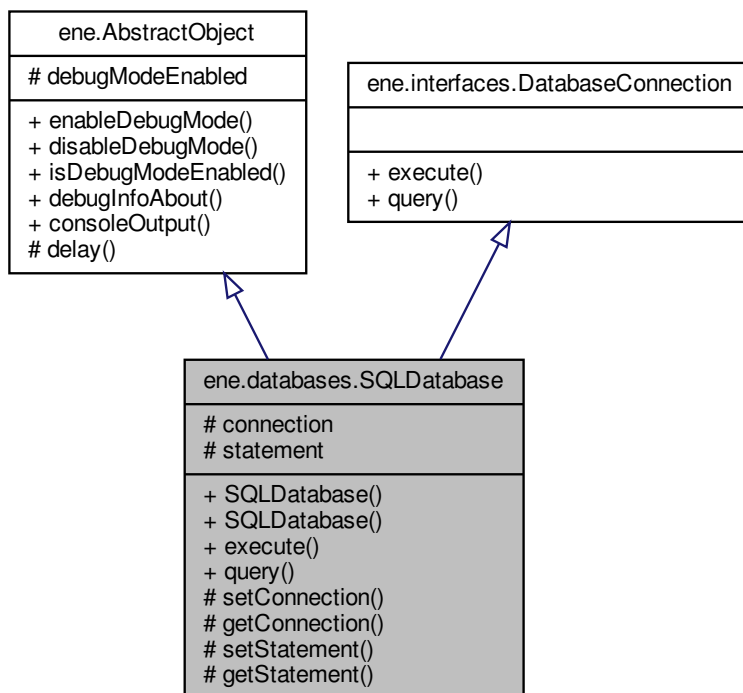 ene.AbstractObject
# debugModeEnabled
+ enableDebugMode()
+ disableDebugMode()
+ isDebugModeEnabled()
+ debugInfoAbout()
+ consoleOutput()
# delay()
ene.interfaces.DatabaseConnection
+ execute()
+ query()
ene.databases.SQLDatabase
# connection
# statement
+ SQLDatabase()
+ SQLDatabase()
+ execute()
+ query()
# setConnection()
# getConnection()
# setStatement()
# getStatement()